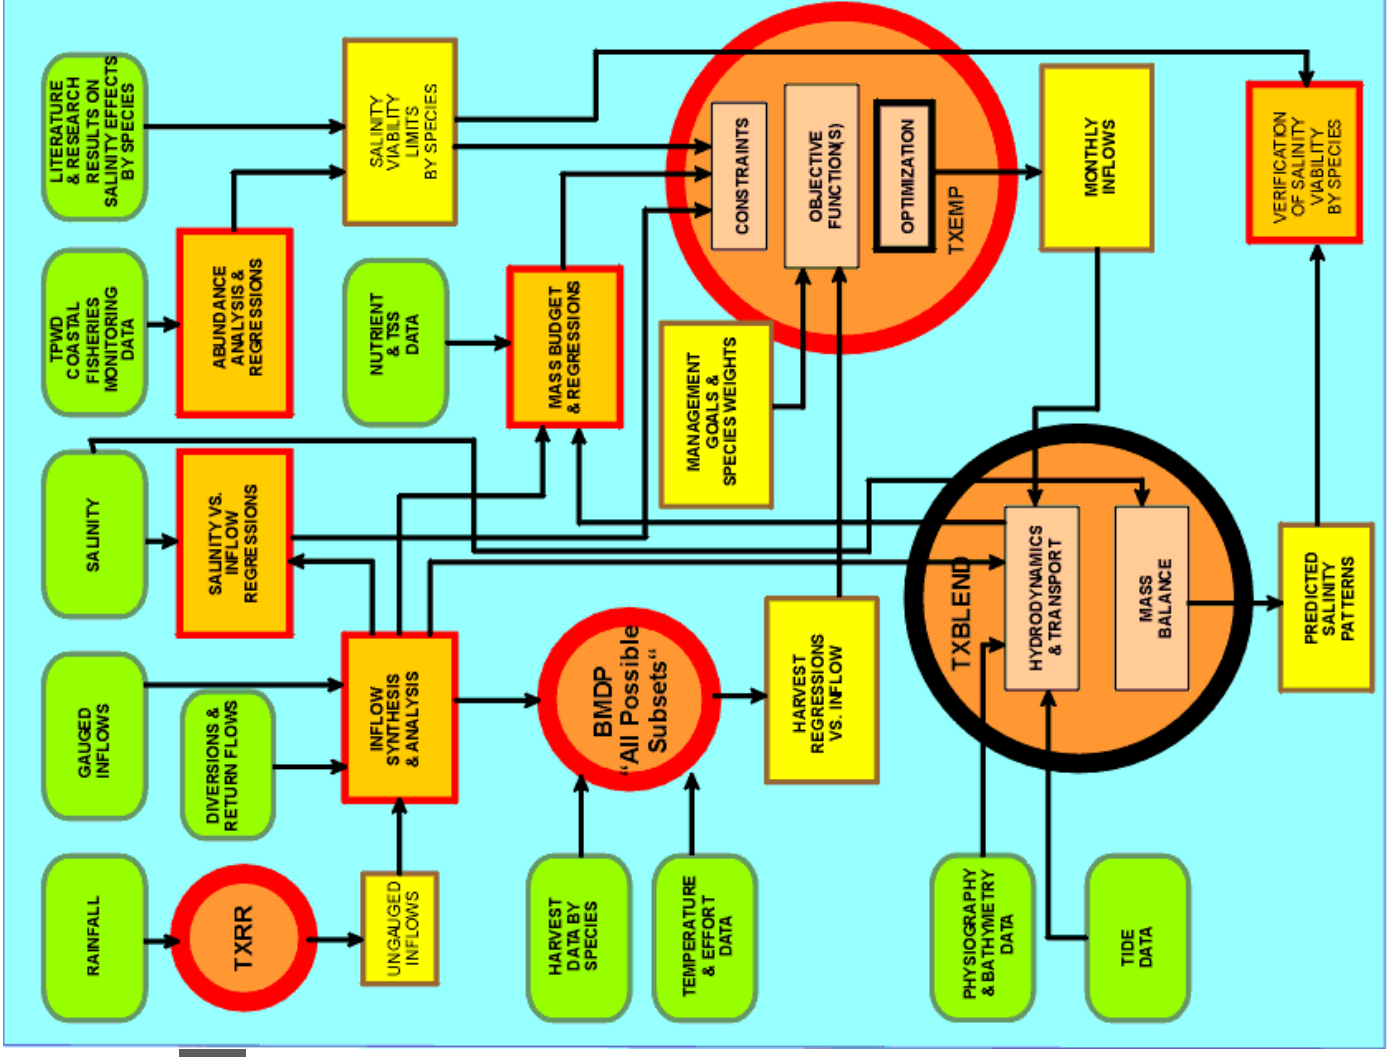 RAINFALL
GAUGED
INFLOWS
SALINITY
TPWD
COASTAL
FISHERIES
MONITORING
DATA
LITERATURE
& RESEARCH
RESULTS ON
SALINITY EFFECTS
BY SPECIES
TXRR
DIVERSIONS &
RETURN FLOWS
SALINITY VS.
INFLOW
REGRESSIONS
ABUNDANCE
ANALYSIS &
REGRESSIONS
UNGAUGED
INFLOWS
INFLOW
SYNTHESIS
& ANALYSIS
NUTRIENT
& TSS
DATA
SALINITY
VIABILITY
LIMITS
BY SPECIES
HARVEST
DATA BY
SPECIES
BMDP
"All Possible
Subsets"
MASS BUDGET
& REGRESSIONS
TEMPERATURE
& EFFORT
DATA
HARVEST
REGRESSIONS
VS. INFLOW
MANAGEMENT
GOALS &
SPECIES WEIGHTS
CONSTRAINTS
OBJECTIVE
FUNCTION(S)
OPTIMIZATION
TXEMP
PHYSIOGRAPHY
& BATHYMETRY
DATA
TXBLEND
HYDRODYNAMICS
& TRANSPORT
MONTHLY
INFLOWS
TIDE
DATA
MASS
BALANCE
PREDICTED
SALINITY
PATTERNS
VERIFICATION
OF SALINITY
VIABILITY
BY SPECIES